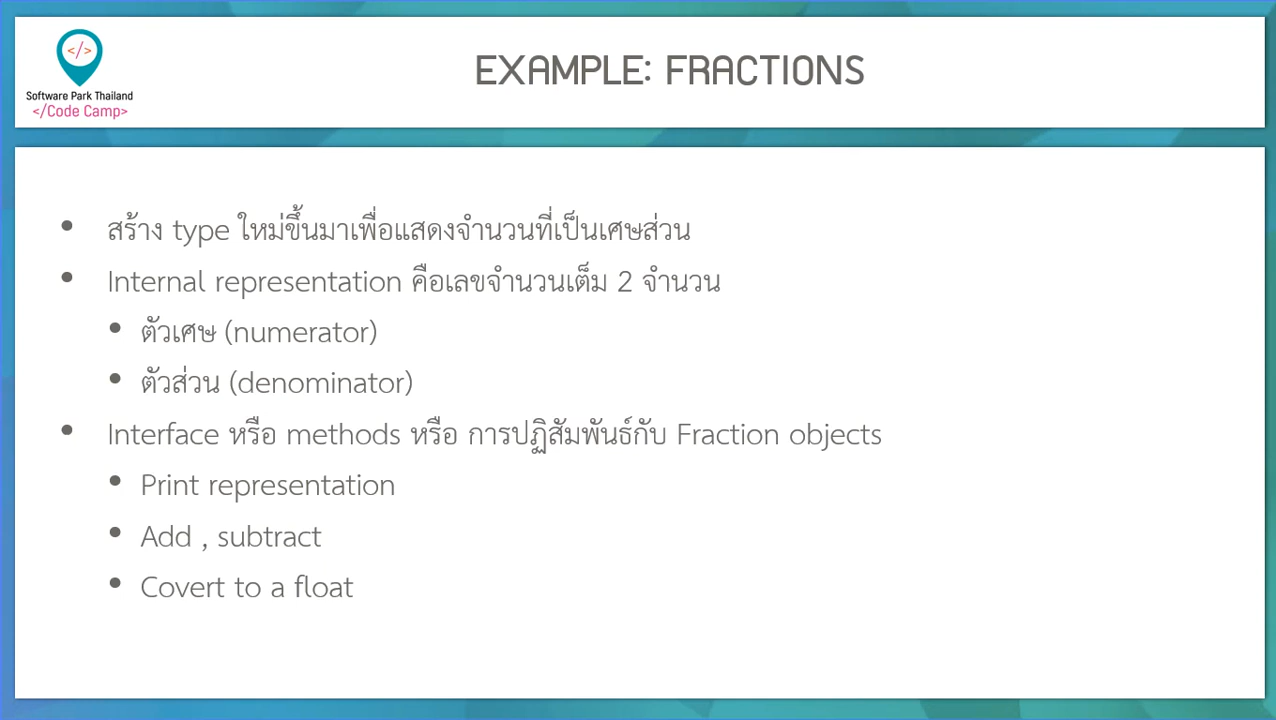 </>
Software Park Thailand
</Code Camp>
EXAMPLE: FRACTIONS
• สร้าง type ใหม่ขึ้นมาเพื่อแสดงจำนวนที่เป็นเศษส่วน
• Internal representation คือเลขจำนวนเต็ม 2 จำนวน
• ตัวเศษ (numerator)
• ตัวส่วน (denominator)
• Interface หรือ methods หรือ การปฏิสัมพันธ์กับ Fraction objects
• Print representation
• Add , subtract
• Covert to a float